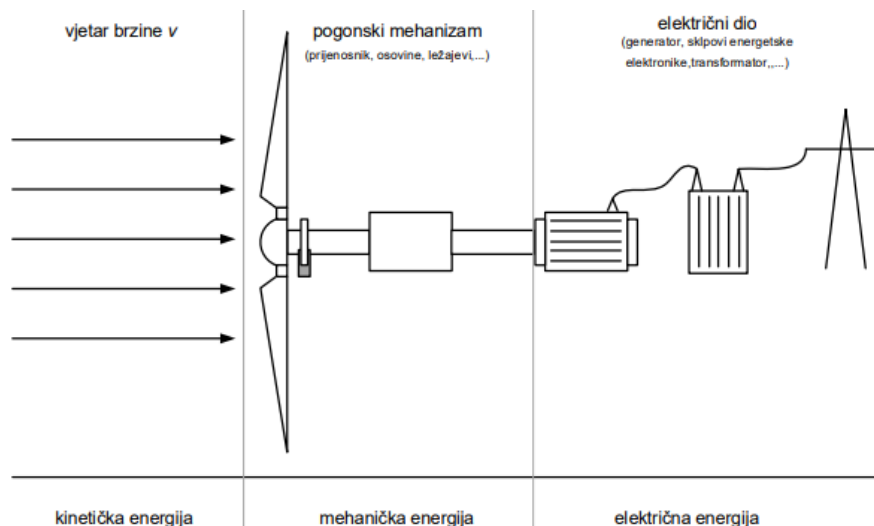 vjetar brzine v
pogonski mehanizam
(prijenosnik, osovine, ležajevi,...)
električni dio
(generator, sklpovi energetske
elektronike,transformator,,...)
kinetička energija
mehanička energija
električna energija